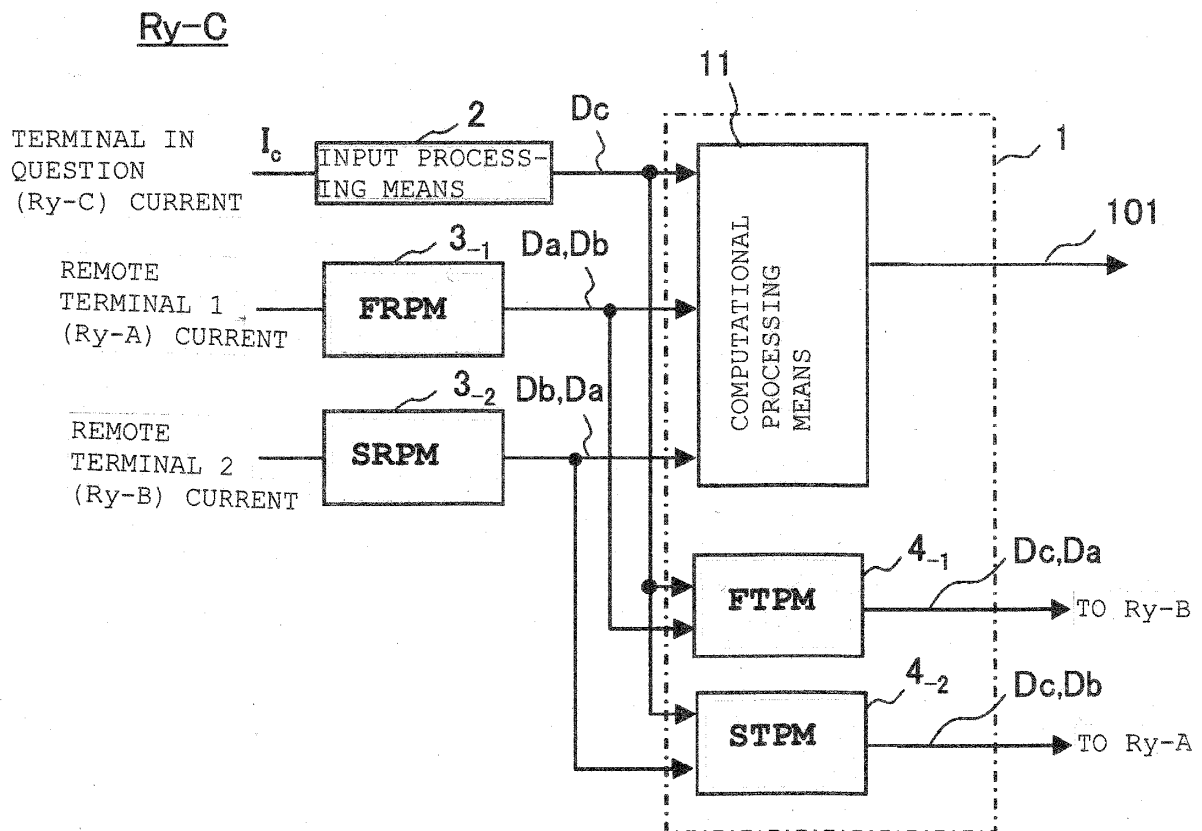 Ry-C
TERMINAL IN
QUESTION
(Ry-C) CURRENT
Ic
2
INPUT PROCESS-
ING MEANS
Dc
11
1
COMPUTATIONAL
PROCESSING
MEANS
101
REMOTE
TERMINAL 1
(Ry-A) CURRENT
3-1
FRPM
Da,Db
REMOTE
TERMINAL 2
(Ry-B) CURRENT
3-2
SRPM
Db,Da
4-1
FTPM
Dc,Da
TO Ry-B
4-2
STPM
Dc,Db
TO Ry-A